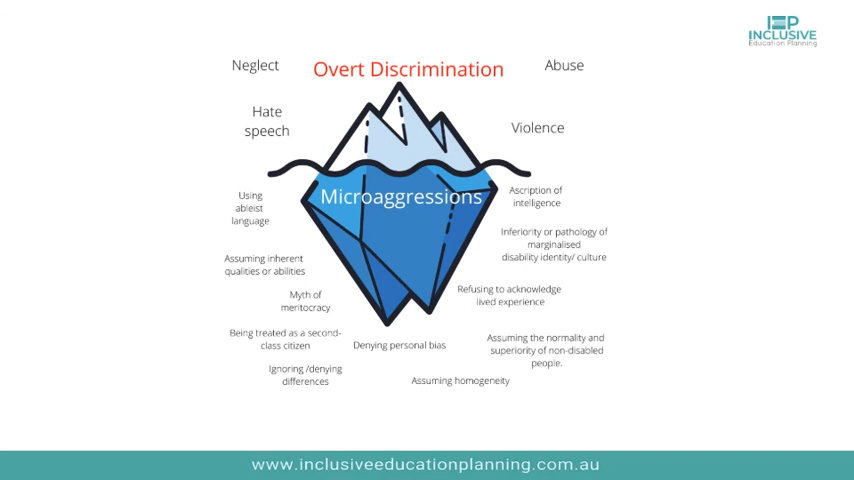 IEP
INCLUSIVE
Education Planning
Neglect
Overt Discrimination
Abuse
Hate
speech
Violence
Microaggressions
Using
ableist
language
Ascription of
intelligence
Inferiority or pathology of
marginalised
disability identity/ culture
Assuming inherent
qualities or abilities
Myth of
meritocracy
Refusing to acknowledge
lived experience
Being treated as a second-
class citizen
Denying personal bias
Assuming the normality and
superiority of non-disabled
people.
Ignoring /denying
differences
Assuming homogeneity
www.inclusiveeducationplanning.com.au